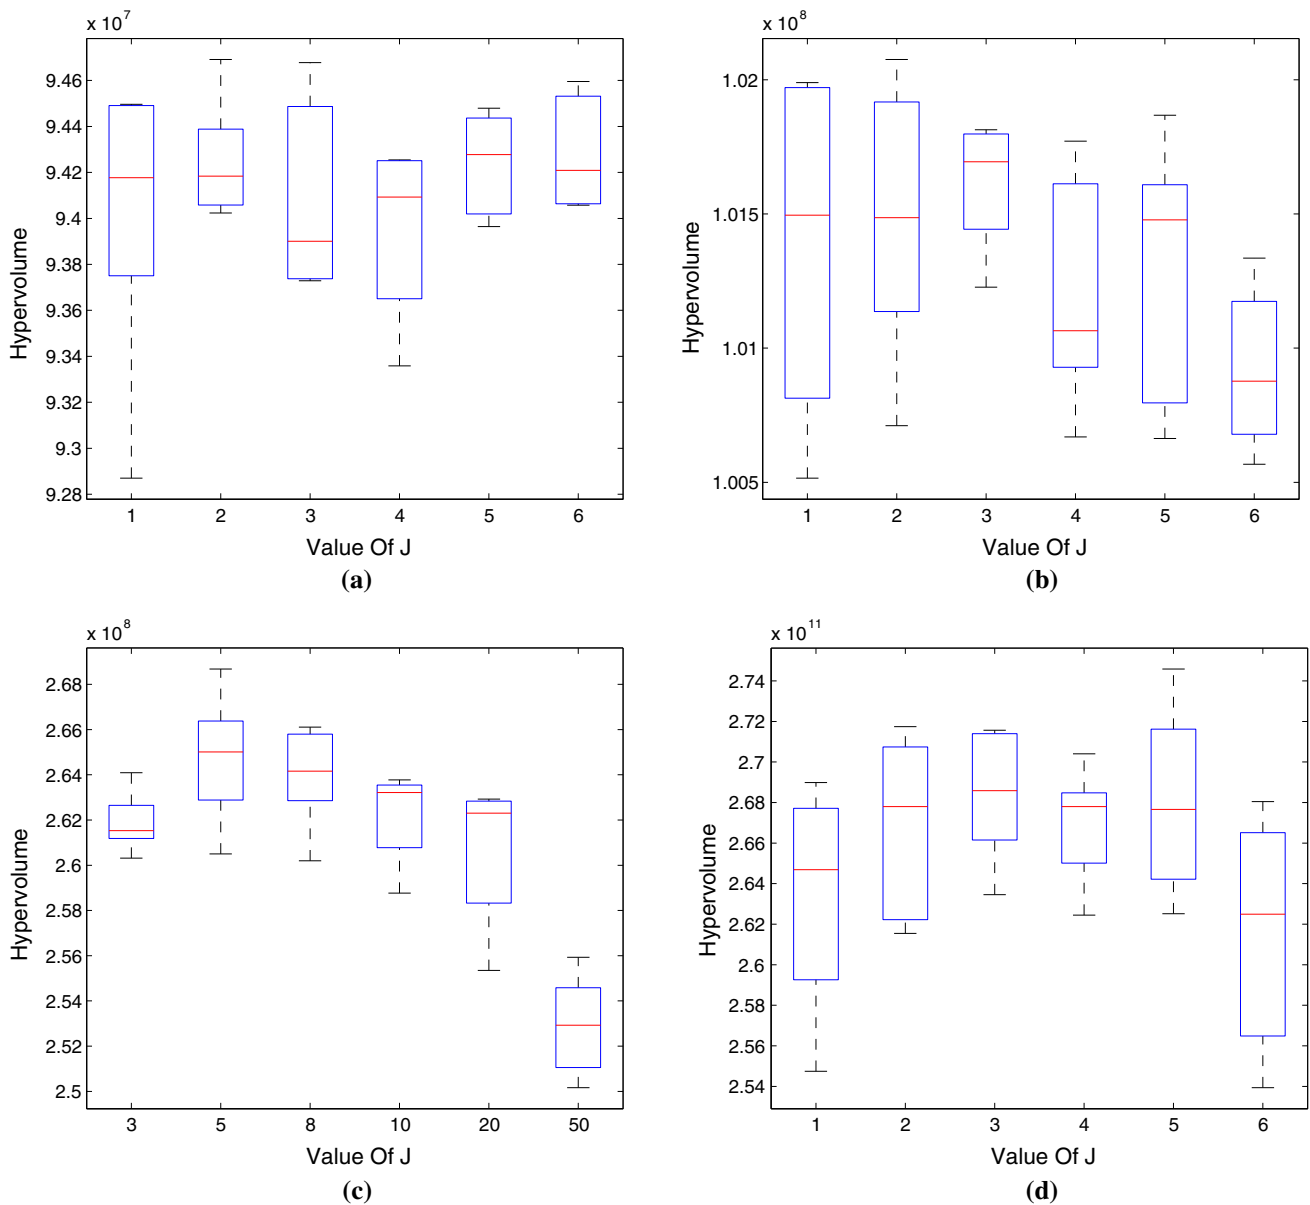 x 10^7
9.46
9.44
9.42
9.4
9.38
9.36
9.34
9.32
9.3
9.28
Hypervolume
1 2 3 4 5 6
Value Of J
(a)
x 10^8
1.02
1.015
1.01
1.005
Hypervolume
1 2 3 4 5 6
Value Of J
(b)
x 10^8
2.68
2.66
2.64
2.62
2.6
2.58
2.56
2.54
2.52
2.5
Hypervolume
3 5 8 10 20 50
Value Of J
(c)
x 10^11
2.74
2.72
2.7
2.68
2.66
2.64
2.62
2.6
2.58
2.56
2.54
Hypervolume
1 2 3 4 5 6
Value Of J
(d)